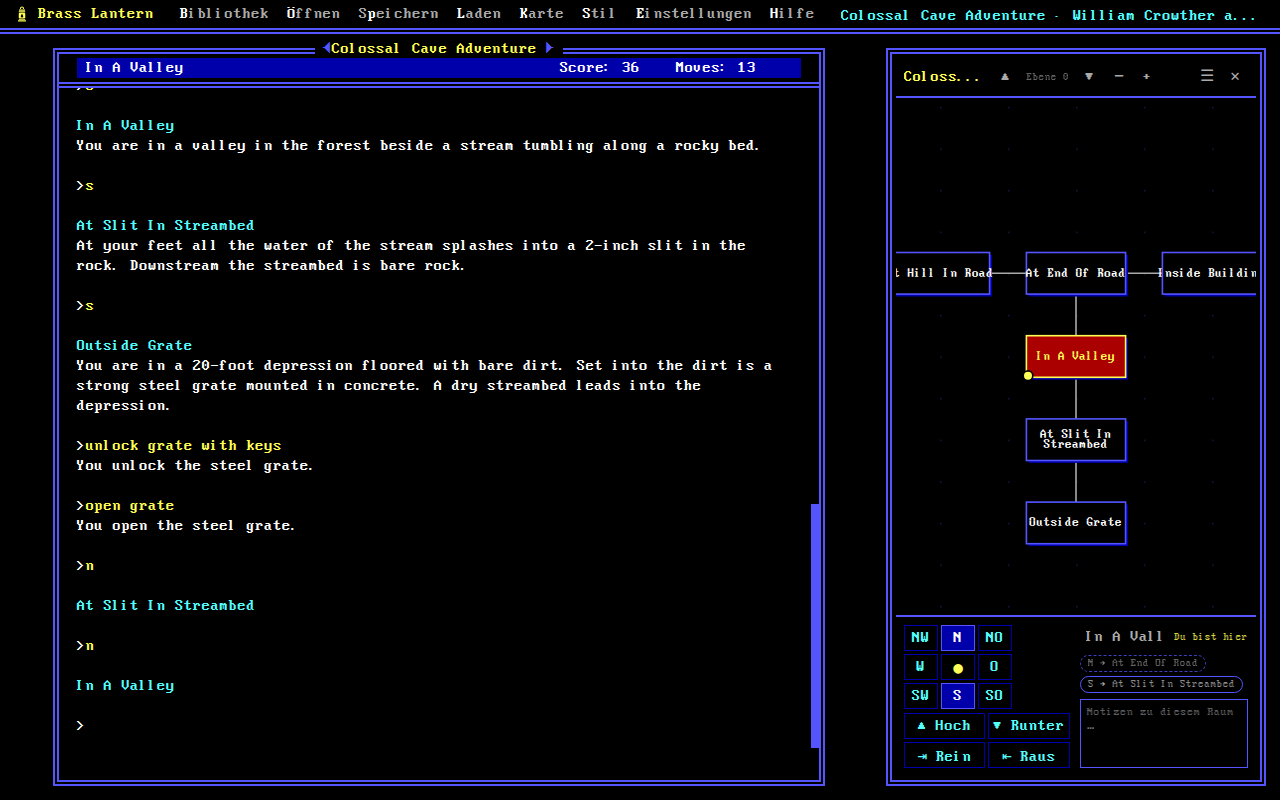 Brass Lantern Bibliothek Öffnen Speichern Laden Karte Stil Einstellungen Hilfe Colossal Cave Adventure · William Crowther a...
Colossal Cave Adventure
In A Valley Score: 36 Moves: 13
In A Valley
You are in a valley in the forest beside a stream tumbling along a rocky bed.
>s
At Slit In Streambed
At your feet all the water of the stream splashes into a 2-inch slit in the
rock. Downstream the streambed is bare rock.
>s
Outside Grate
You are in a 20-foot depression floored with bare dirt. Set into the dirt is a
strong steel grate mounted in concrete. A dry streambed leads into the
depression.
>unlock grate with keys
You unlock the steel grate.
>open grate
You open the steel grate.
>n
At Slit In Streambed
>n
In A Valley
>
Coloss... ▲ Ebene 0 ▼ − + ☰ ✕
t Hill In Road At End Of Road Inside Buildin
In A Valley
At Slit In
Streambed
Outside Grate
NW N NO
W ● O
SW S SO
▲ Hoch ▼ Runter
⇥ Rein ⇤ Raus
In A Vall Du bist hier
N → At End Of Road
S → At Slit In Streambed
Notizen zu diesem Raum
…